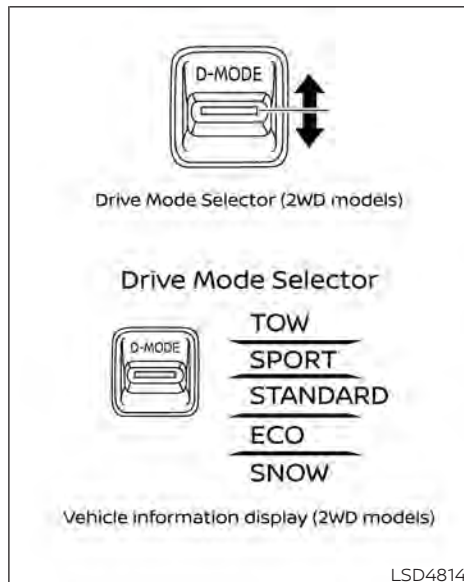 D-MODE
Drive Mode Selector (2WD models)
Drive Mode Selector
D-MODE
TOW
SPORT
STANDARD
ECO
SNOW
Vehicle information display (2WD models)
LSD4814